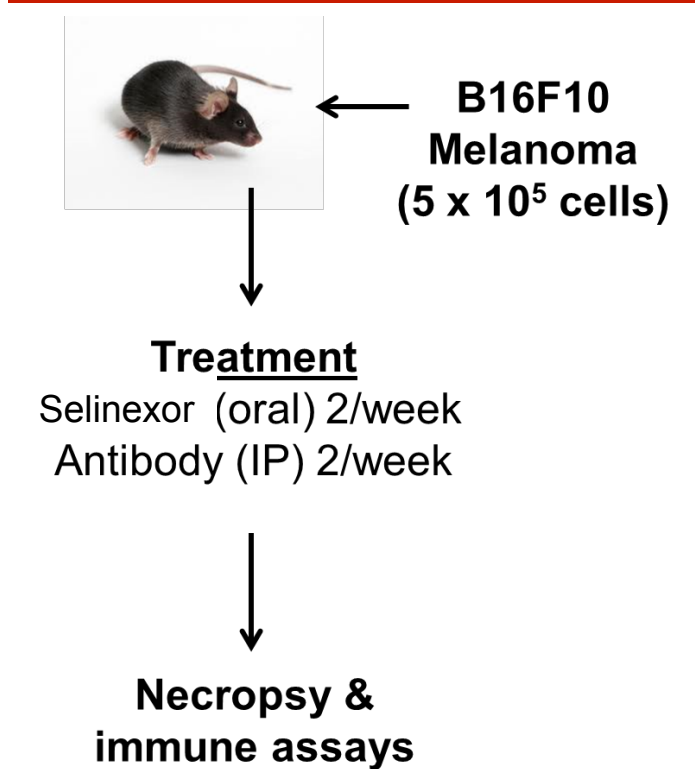 B16F10
Melanoma
(5 x 10⁵ cells)
Treatment
Selinexor (oral) 2/week
Antibody (IP) 2/week
Necropsy &
immune assays